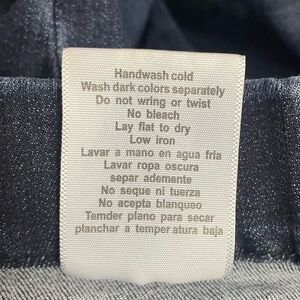 Handwash cold
Wash dark colors separately
Do not wring or twist
No bleach
Lay flat to dry
Low iron
Lavar a mano en agua fria
Lavar ropa oscura
separ ademente
No seque ni tuerza
No acepta blanqueo
Temder plano para secar
planchar a temper atura baja